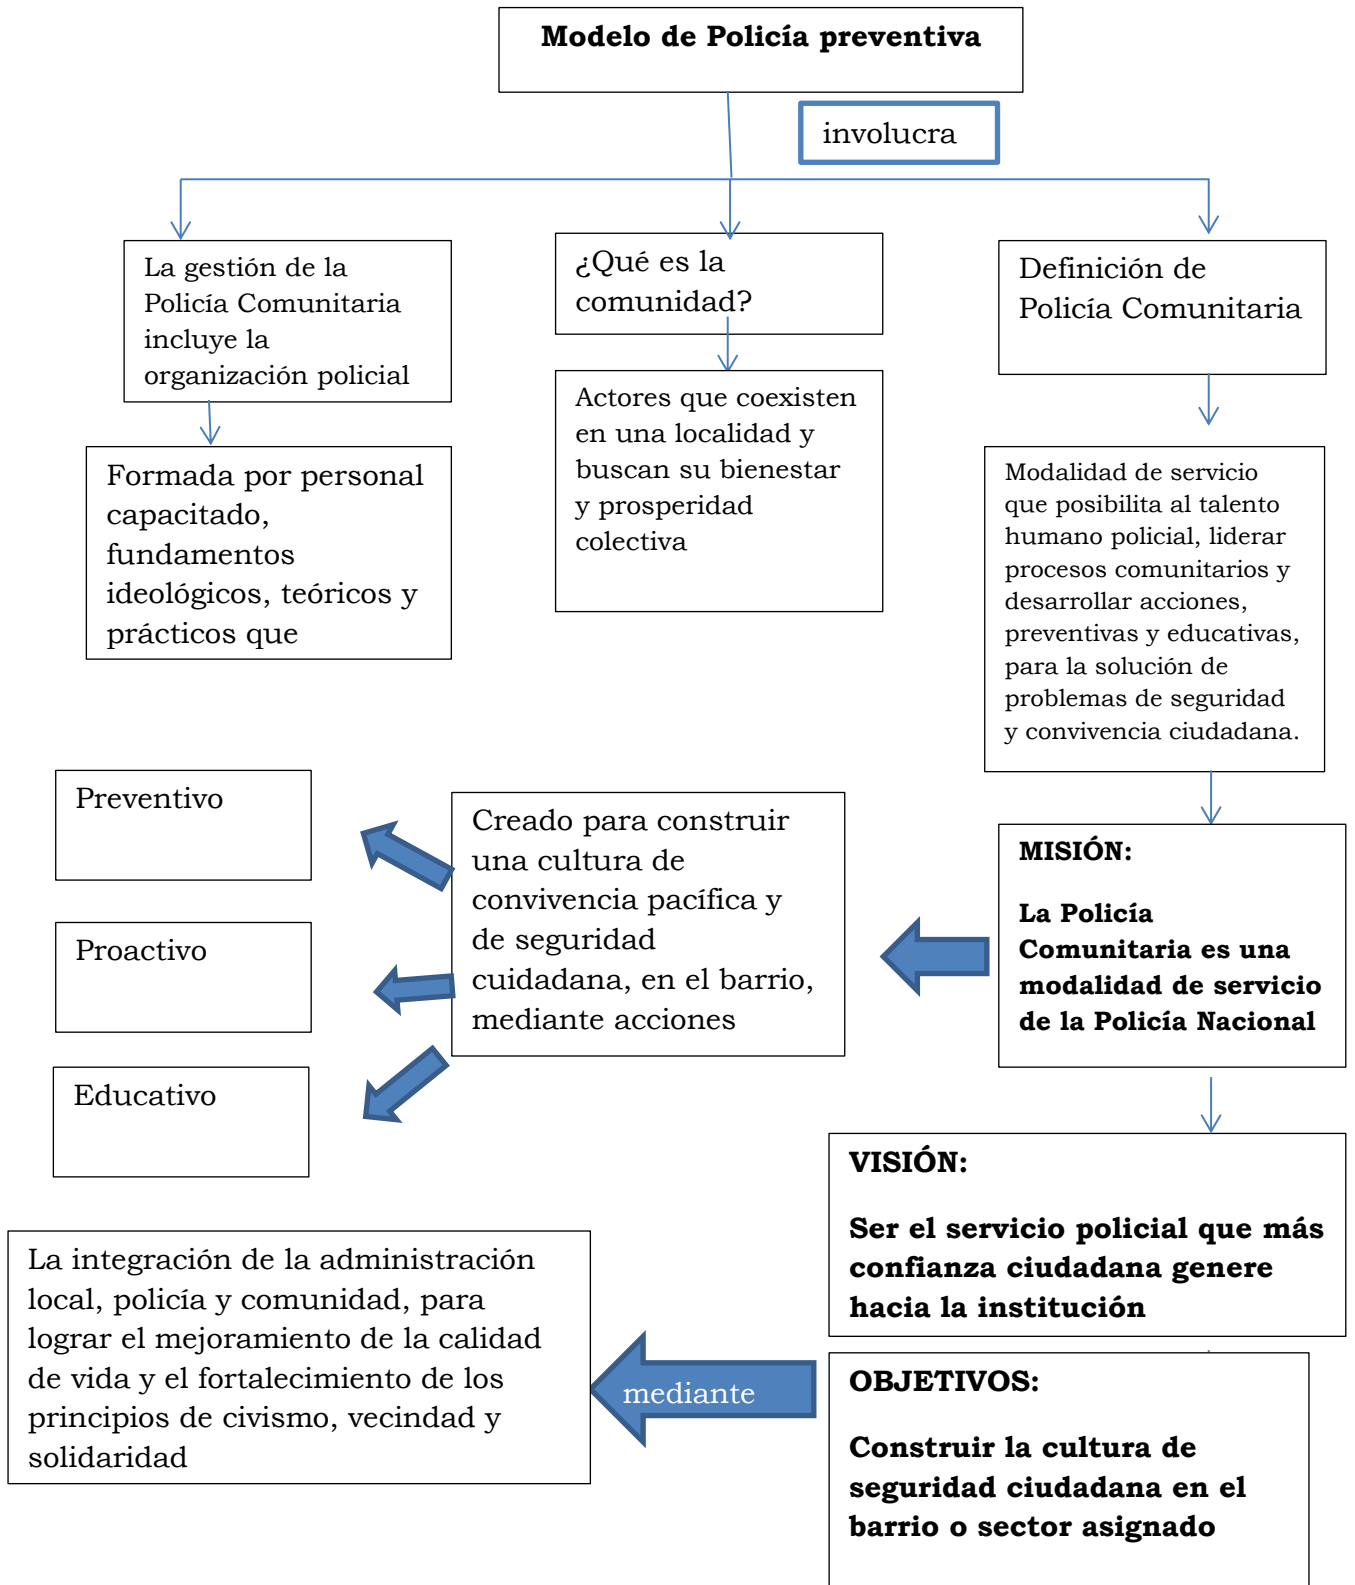 Modelo de Policía preventiva
involucra
La gestión de la
Policía Comunitaria
incluye la
organización policial
¿Qué es la
comunidad?
Definición de
Policía Comunitaria
Formada por personal
capacitado,
fundamentos
ideológicos, teóricos y
prácticos que
Actores que coexisten
en una localidad y
buscan su bienestar
y prosperidad
colectiva
Modalidad de servicio
que posibilita al talento
humano policial, liderar
procesos comunitarios y
desarrollar acciones,
preventivas y educativas,
para la solución de
problemas de seguridad
y convivencia ciudadana.
MISIÓN:
La Policía
Comunitaria es una
modalidad de servicio
de la Policía Nacional
Creado para construir
una cultura de
convivencia pacífica y
de seguridad
cuidadana, en el barrio,
mediante acciones
Preventivo
Proactivo
Educativo
VISIÓN:
Ser el servicio policial que más
confianza ciudadana genere
hacia la institución
OBJETIVOS:
Construir la cultura de
seguridad ciudadana en el
barrio o sector asignado
mediante
La integración de la administración
local, policía y comunidad, para
lograr el mejoramiento de la calidad
de vida y el fortalecimiento de los
principios de civismo, vecindad y
solidaridad